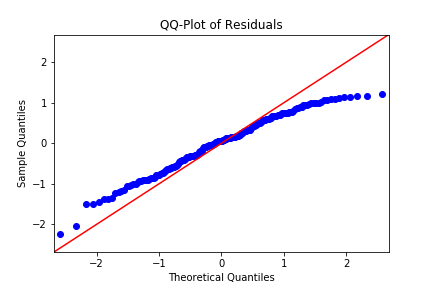 QQ-Plot of Residuals
2
1
0
−1
−2
Sample Quantiles
−2 −1 0 1 2
Theoretical Quantiles